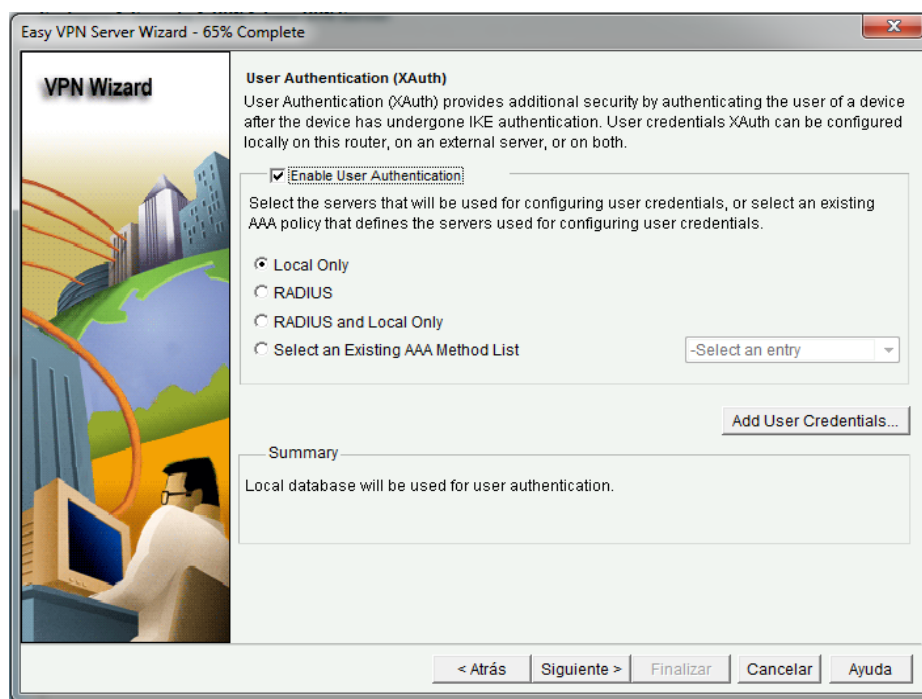 Easy VPN Server Wizard - 65% Complete
VPN Wizard
User Authentication (XAuth)
User Authentication (XAuth) provides additional security by authenticating the user of a device
after the device has undergone IKE authentication. User credentials XAuth can be configured
locally on this router, on an external server, or on both.
Enable User Authentication
Select the servers that will be used for configuring user credentials, or select an existing
AAA policy that defines the servers used for configuring user credentials.
Local Only
RADIUS
RADIUS and Local Only
Select an Existing AAA Method List
-Select an entry
Add User Credentials...
Summary
Local database will be used for user authentication.
< Atrás
Siguiente >
Finalizar
Cancelar
Ayuda